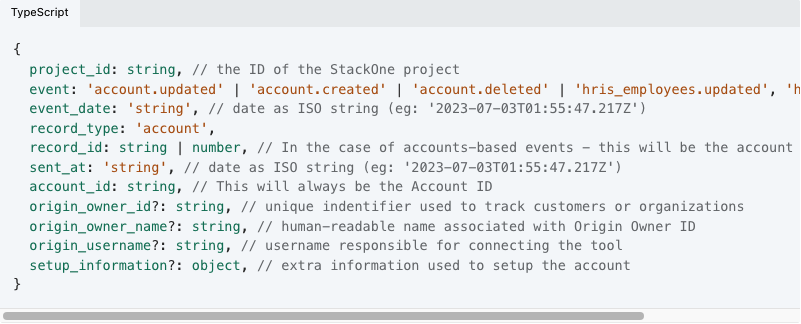 TypeScript
{
project_id: string, // the ID of the StackOne project
event: 'account.updated' | 'account.created' | 'account.deleted' | 'hris_employees.updated', 'h
event_date: 'string', // date as ISO string (eg: '2023-07-03T01:55:47.217Z')
record_type: 'account',
record_id: string | number, // In the case of accounts-based events - this will be the account
sent_at: 'string', // date as ISO string (eg: '2023-07-03T01:55:47.217Z')
account_id: string, // This will always be the Account ID
origin_owner_id?: string, // unique indentifier used to track customers or organizations
origin_owner_name?: string, // human-readable name associated with Origin Owner ID
origin_username?: string, // username responsible for connecting the tool
setup_information?: object, // extra information used to setup the account
}